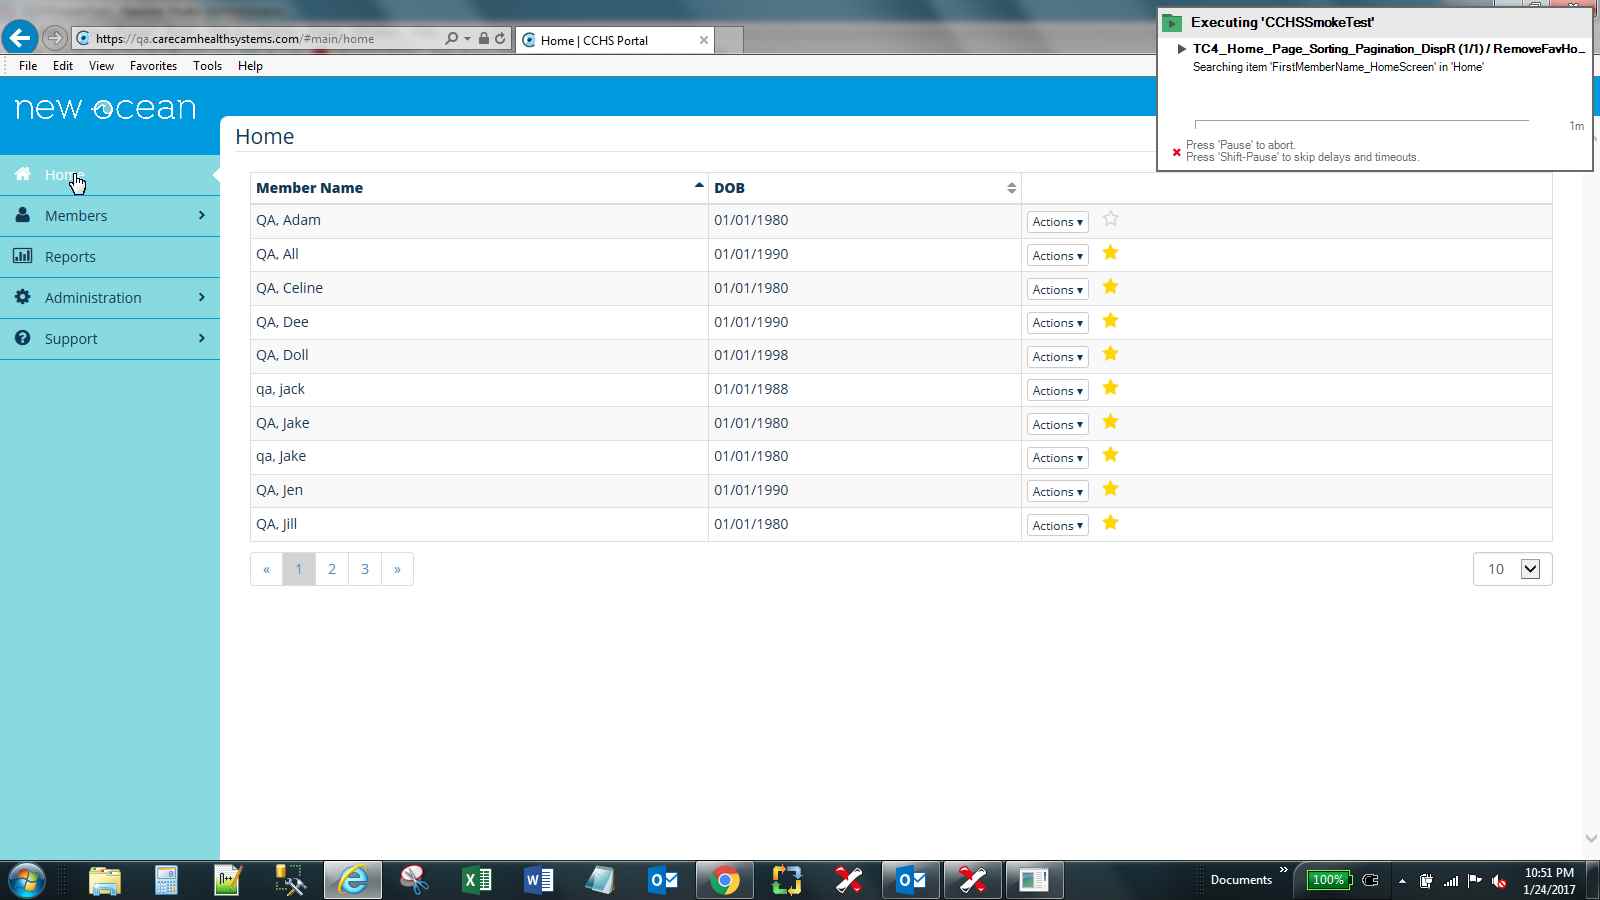 https://qa.carecamhealthsystems.com/#main/home
Home | CCHS Portal
File Edit View Favorites Tools Help
Executing 'CCHSSmokeTest'
TC4_Home_Page_Sorting_Pagination_DispR (1/1) / RemoveFavHo...
Searching item 'FirstMemberName_HomeScreen' in 'Home'
1m
Press 'Pause' to abort.
Press 'Shift-Pause' to skip delays and timeouts.
new ocean
Home
Members
Reports
Administration
Support
Home
Member Name DOB
QA, Adam 01/01/1980 Actions ▾
QA, All 01/01/1990 Actions ▾
QA, Celine 01/01/1980 Actions ▾
QA, Dee 01/01/1990 Actions ▾
QA, Doll 01/01/1998 Actions ▾
qa, jack 01/01/1988 Actions ▾
QA, Jake 01/01/1980 Actions ▾
qa, Jake 01/01/1980 Actions ▾
QA, Jen 01/01/1990 Actions ▾
QA, Jill 01/01/1980 Actions ▾
« 1 2 3 »
10
Documents »
100%
10:51 PM
1/24/2017